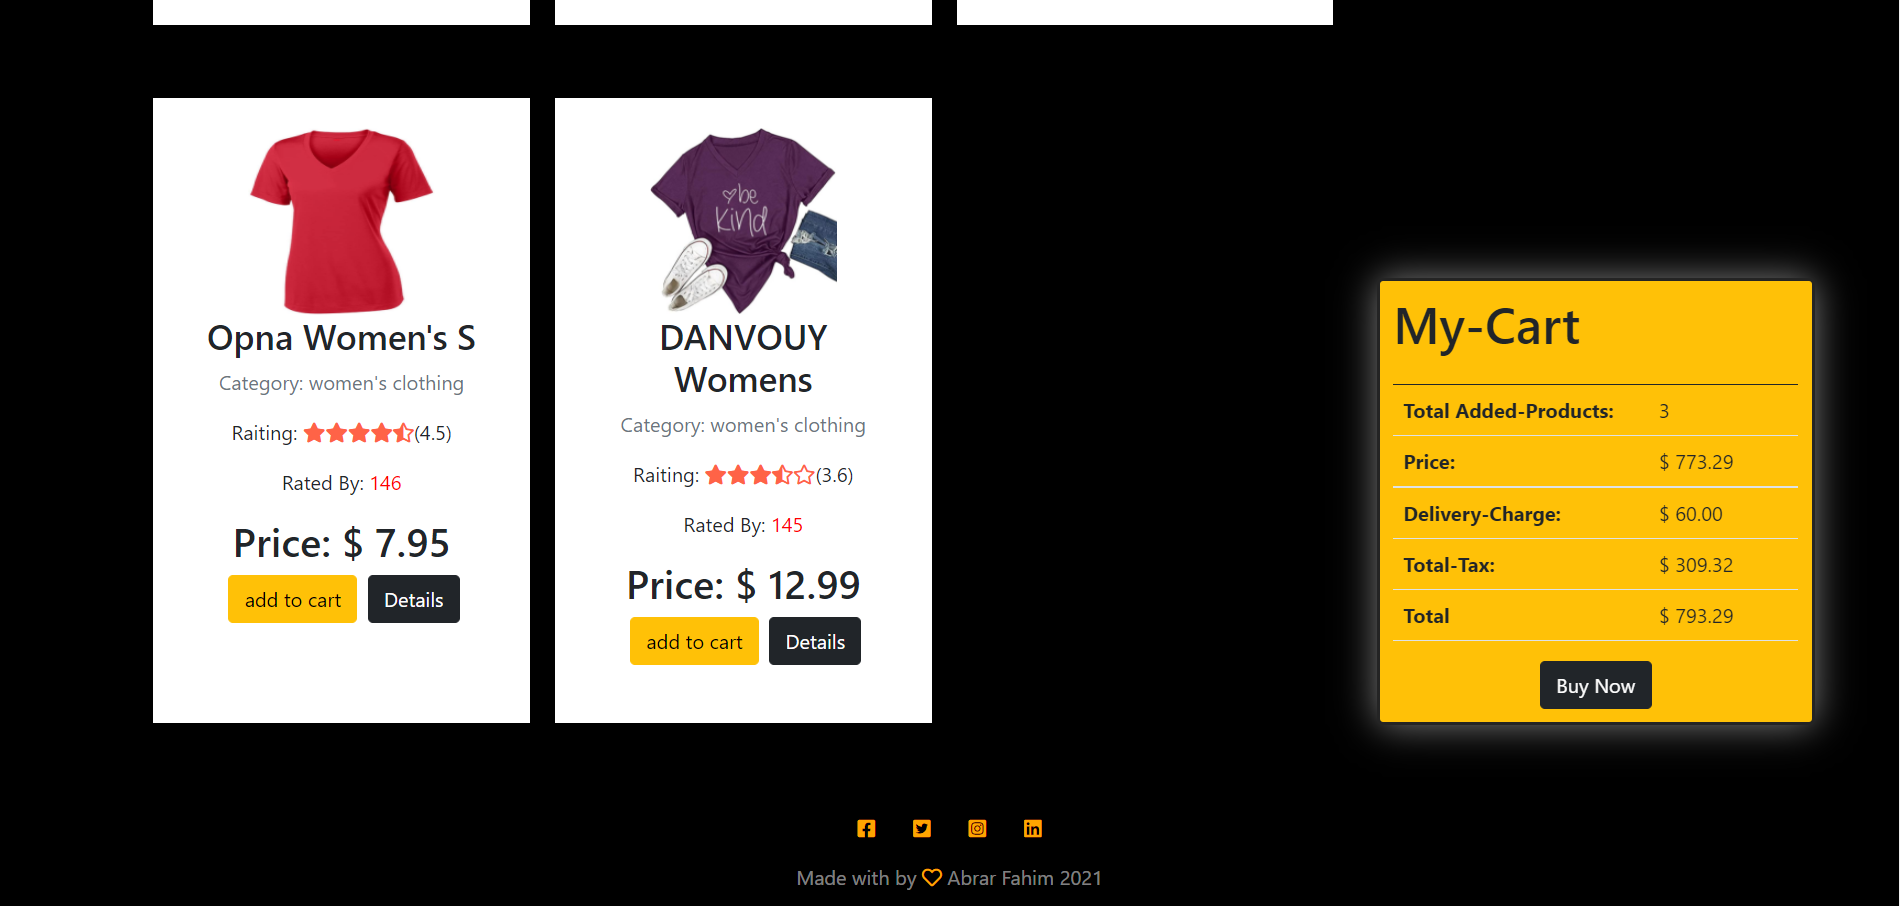 be
kind
Opna Women's S
Category: women's clothing
Raiting: (4.5)
Rated By: 146
Price: $ 7.95
add to cart
Details
DANVOUY
Womens
Category: women's clothing
Raiting: (3.6)
Rated By: 145
Price: $ 12.99
add to cart
Details
My-Cart
Total Added-Products: 3
Price: $ 773.29
Delivery-Charge: $ 60.00
Total-Tax: $ 309.32
Total $ 793.29
Buy Now
Made with by Abrar Fahim 2021